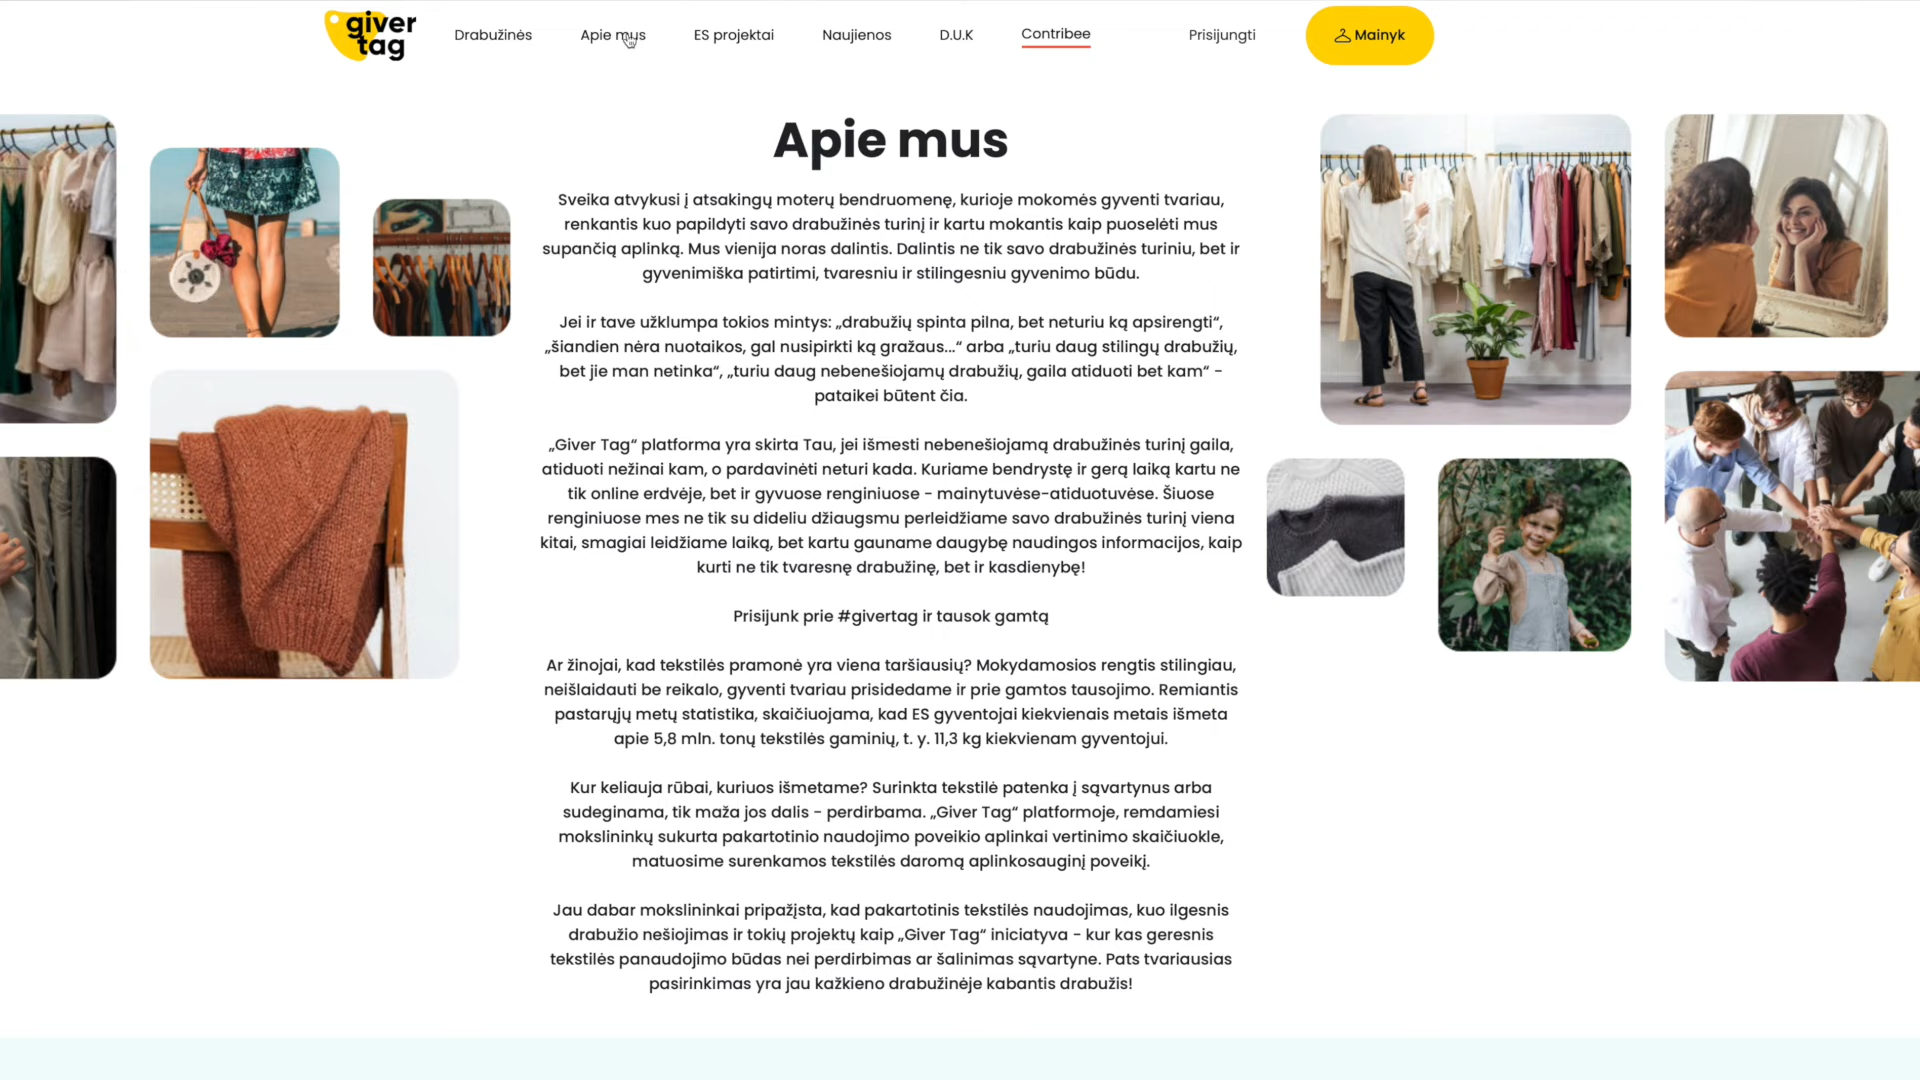 giver
tag
Drabužinės
Apie mus
ES projektai
Naujienos
D.U.K
Contribee
Prisijungti
Mainyk
Apie mus
Sveika atvykusi į atsakingų moterų bendruomenę, kurioje mokomės gyventi tvariau,
renkantis kuo papildyti savo drabužinės turinį ir kartu mokantis kaip puoselėti mus
supančią aplinką. Mus vienija noras dalintis. Dalintis ne tik savo drabužinės turiniu, bet ir
gyvenimiška patirtimi, tvaresniu ir stilingesniu gyvenimo būdu.
Jei ir tave užklumpa tokios mintys: „drabužių spinta pilna, bet neturiu ką apsirengti“,
„šiandien nėra nuotaikos, gal nusipirkti ką gražaus...“ arba „turiu daug stilingų drabužių,
bet jie man netinka“, „turiu daug nebenešiojamų drabužių, gaila atiduoti bet kam“ -
pataikei būtent čia.
„Giver Tag“ platforma yra skirta Tau, jei išmesti nebenešiojamą drabužinės turinį gaila,
atiduoti nežinai kam, o pardavinėti neturi kada. Kuriame bendrystę ir gerą laiką kartu ne
tik online erdvėje, bet ir gyvuose renginiuose - mainytuvėse-atiduotuvėse. Šiuose
renginiuose mes ne tik su dideliu džiaugsmu perleidžiame savo drabužinės turinį viena
kitai, smagiai leidžiame laiką, bet kartu gauname daugybę naudingos informacijos, kaip
kurti ne tik tvaresnę drabužinę, bet ir kasdienybę!
Prisijunk prie #givertag ir tausok gamtą
Ar žinojai, kad tekstilės pramonė yra viena taršiausių? Mokydamosios rengtis stilingiau,
neišlaidauti be reikalo, gyventi tvariau prisidedame ir prie gamtos tausojimo. Remiantis
pastarųjų metų statistika, skaičiuojama, kad ES gyventojai kiekvienais metais išmeta
apie 5,8 mln. tonų tekstilės gaminių, t. y. 11,3 kg kiekvienam gyventojui.
Kur keliauja rūbai, kuriuos išmetame? Surinkta tekstilė patenka į sąvartynus arba
sudeginama, tik maža jos dalis - perdirbama. „Giver Tag“ platformoje, remdamiesi
mokslininkų sukurta pakartotinio naudojimo poveikio aplinkai vertinimo skaičiuokle,
matuosime surenkamos tekstilės daromą aplinkosauginį poveikį.
Jau dabar mokslininkai pripažįsta, kad pakartotinis tekstilės naudojimas, kuo ilgesnis
drabužio nešiojimas ir tokių projektų kaip „Giver Tag“ iniciatyva - kur kas geresnis
tekstilės panaudojimo būdas nei perdirbimas ar šalinimas sąvartyne. Pats tvariausias
pasirinkimas yra jau kažkieno drabužinėje kabantis drabužis!